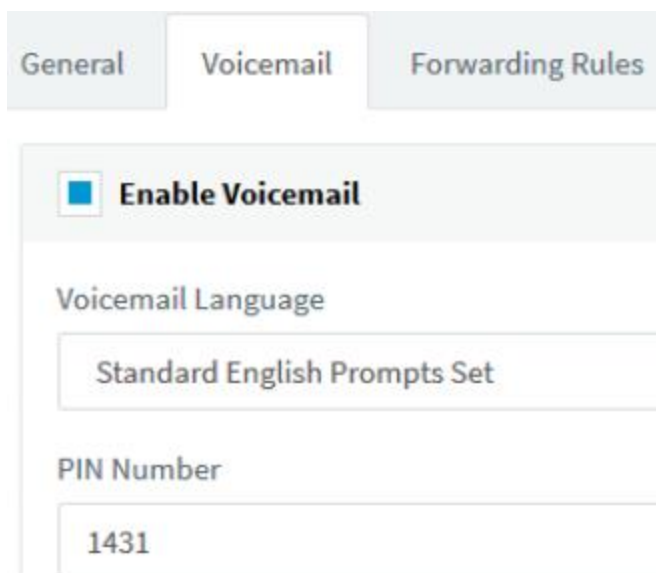 General Voicemail Forwarding Rules
Enable Voicemail
Voicemail Language
Standard English Prompts Set
PIN Number
1431